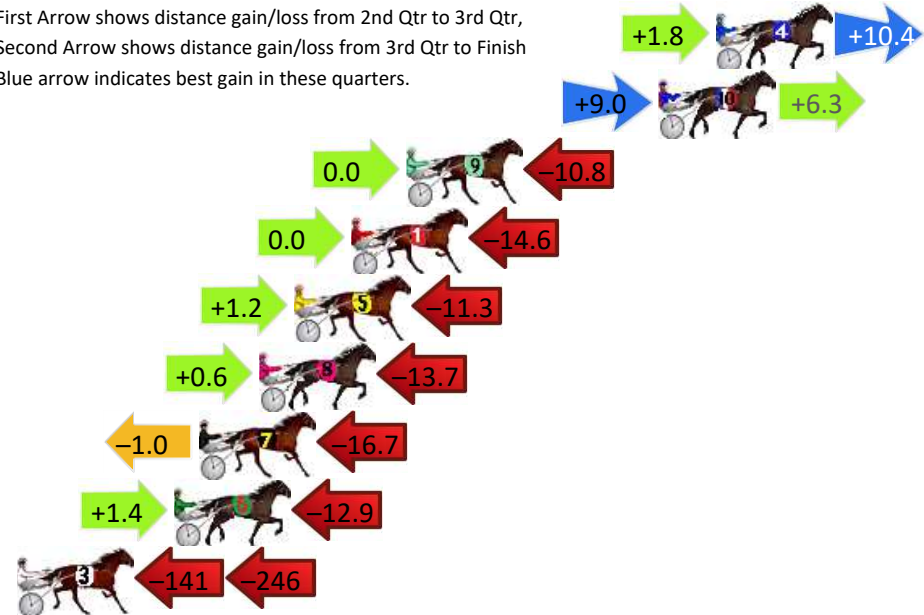 First Arrow shows distance gain/loss from 2nd Qtr to 3rd Qtr,
Second Arrow shows distance gain/loss from 3rd Qtr to Finish
Blue arrow indicates best gain in these quarters.
+1.8 4 +10.4
+9.0 10 +6.3
0.0 9 –10.8
0.0 1 –14.6
+1.2 5 –11.3
+0.6 8 –13.7
–1.0 7 –16.7
+1.4 6 –12.9
3 –141 –246